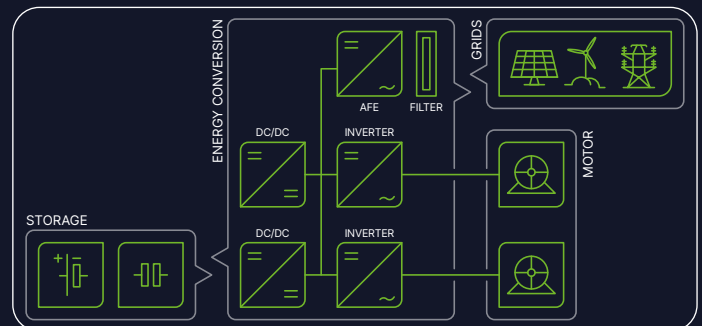 ENERGY CONVERSION
GRIDS
AFE
FILTER
DC/DC
INVERTER
MOTOR
STORAGE
DC/DC
INVERTER